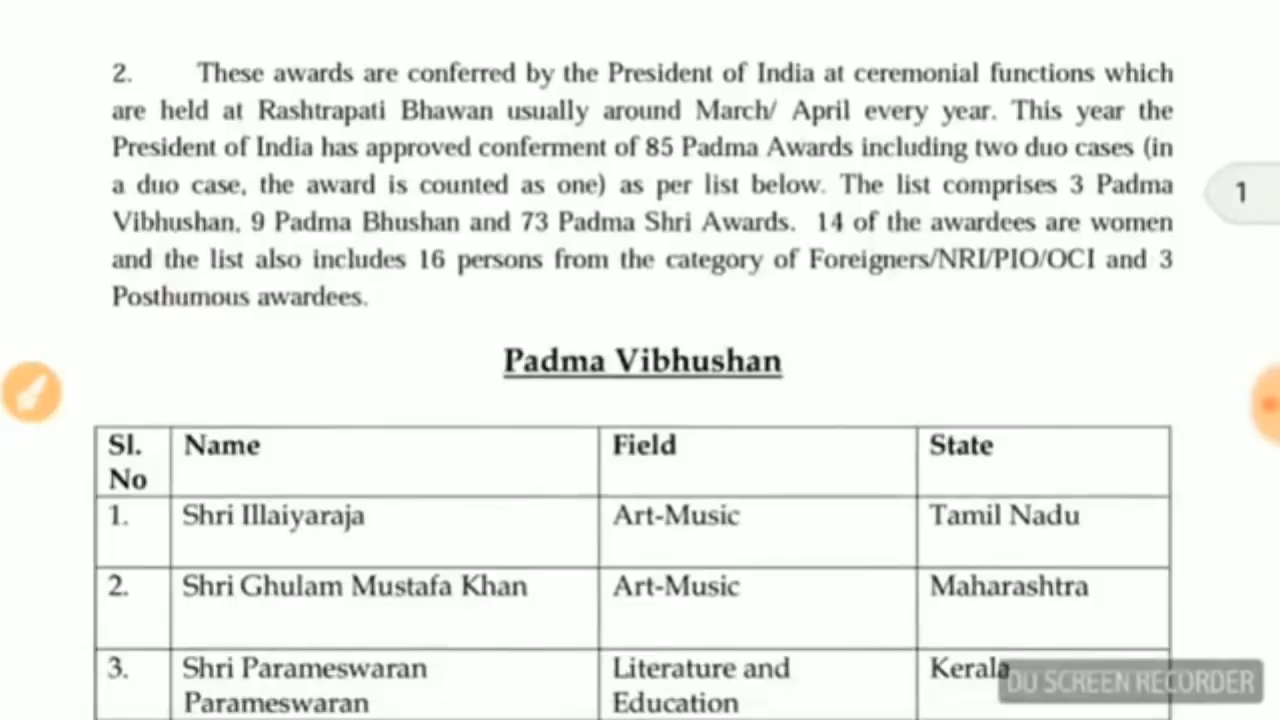 2. These awards are conferred by the President of India at ceremonial functions which
are held at Rashtrapati Bhawan usually around March/ April every year. This year the
President of India has approved conferment of 85 Padma Awards including two duo cases (in
a duo case, the award is counted as one) as per list below. The list comprises 3 Padma
Vibhushan, 9 Padma Bhushan and 73 Padma Shri Awards. 14 of the awardees are women
and the list also includes 16 persons from the category of Foreigners/NRI/PIO/OCI and 3
Posthumous awardees.
1
Padma Vibhushan
Sl. No Name Field State
1. Shri Illaiyaraja Art-Music Tamil Nadu
2. Shri Ghulam Mustafa Khan Art-Music Maharashtra
3. Shri Parameswaran Literature and Kerala
Parameswaran Education
DU SCREEN RECORDER